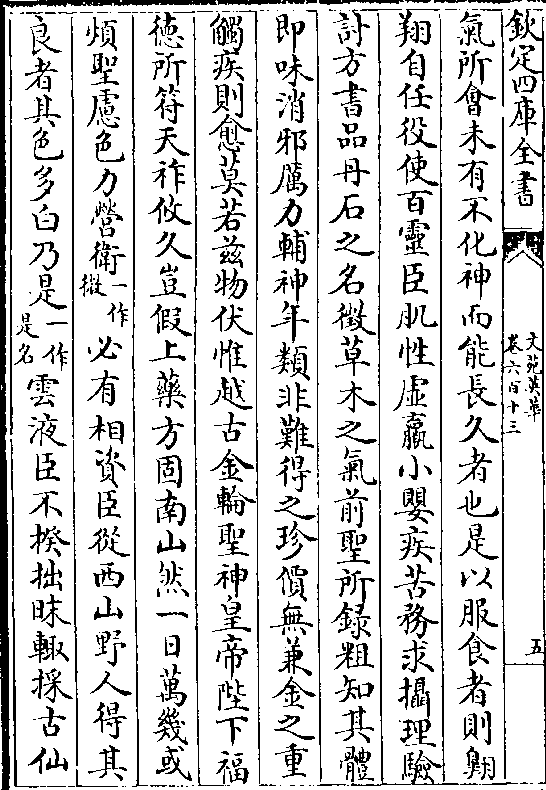 欽定四庫全書
文苑英華
卷六百十三
五
氣所會未有不化神而能長久者也是以服食者則翺
翔自任役使百靈臣肌性虛羸小嬰疾苦務求攝理驗
討方書品丹石之名徵草木之氣前聖所録粗知其體
即味消邪厲力輔神年類非難得之珍價無兼金之重
觸疾則愈莫若兹物伏惟越古金輪聖神皇帝陛下福
徳所符天祚攸久豈假上藥方固南山然一日萬幾或
煩聖慮色力營衛一作微必有相資臣從西山野人得其
良者其色多白乃是一作是名雲液臣不揆拙昧輙採古仙